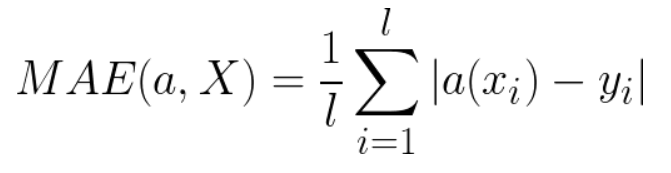 MAE(a, X) = \frac{1}{l} \sum_{i=1}^{l} |a(x_i) - y_i|